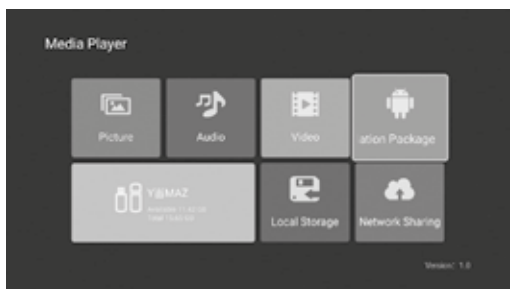 Media Player
Picture
Audio
Video
ation Package
Local Storage
Network Sharing
Version: 1.0